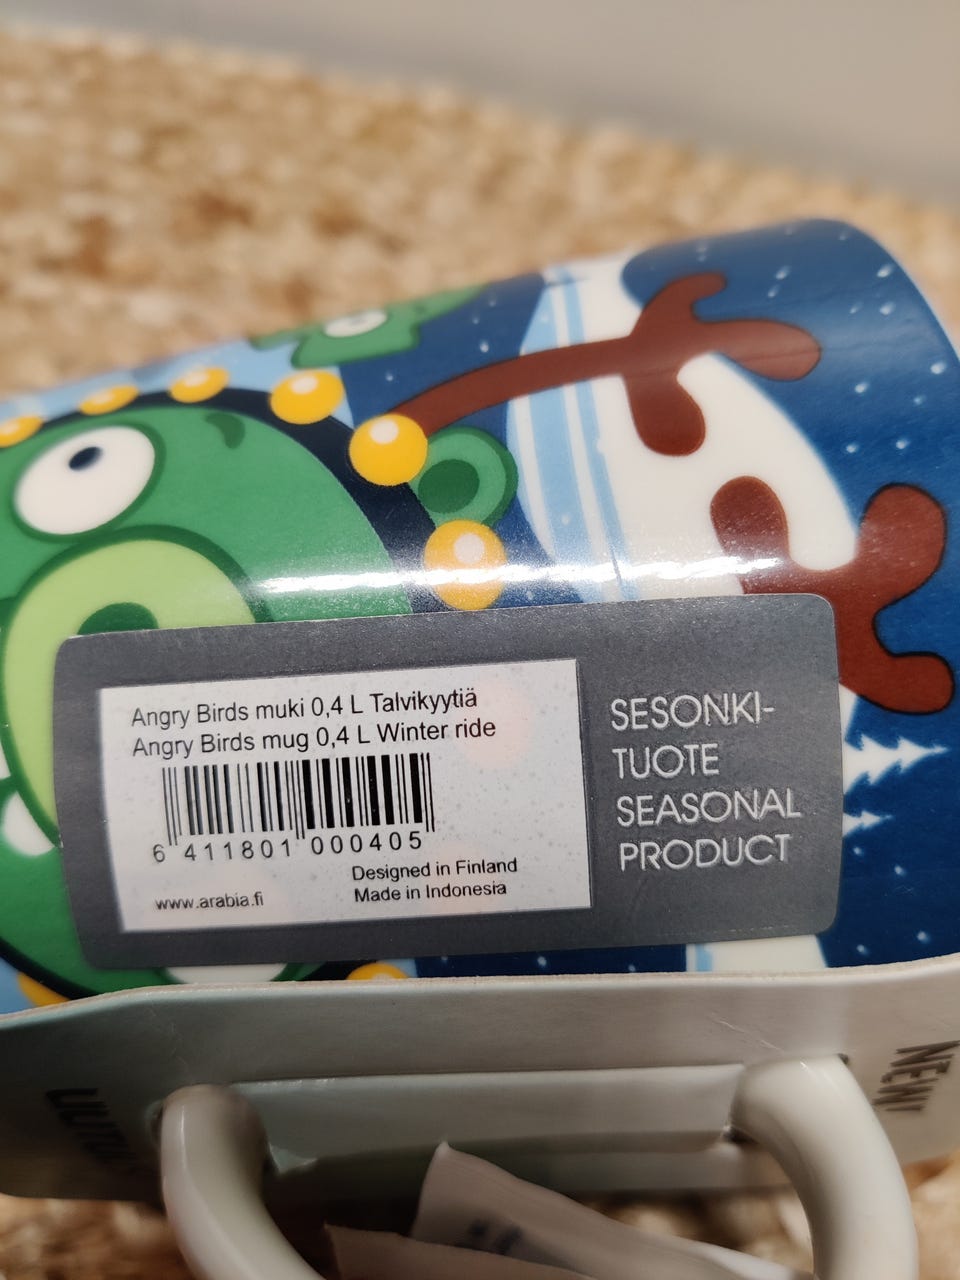 Angry Birds muki 0,4 L Talvikyytiä
Angry Birds mug 0,4 L Winter ride
6 411801 000405
Designed in Finland
Made in Indonesia
www.arabia.fi
SESONKI-
TUOTE
SEASONAL
PRODUCT
NEW!